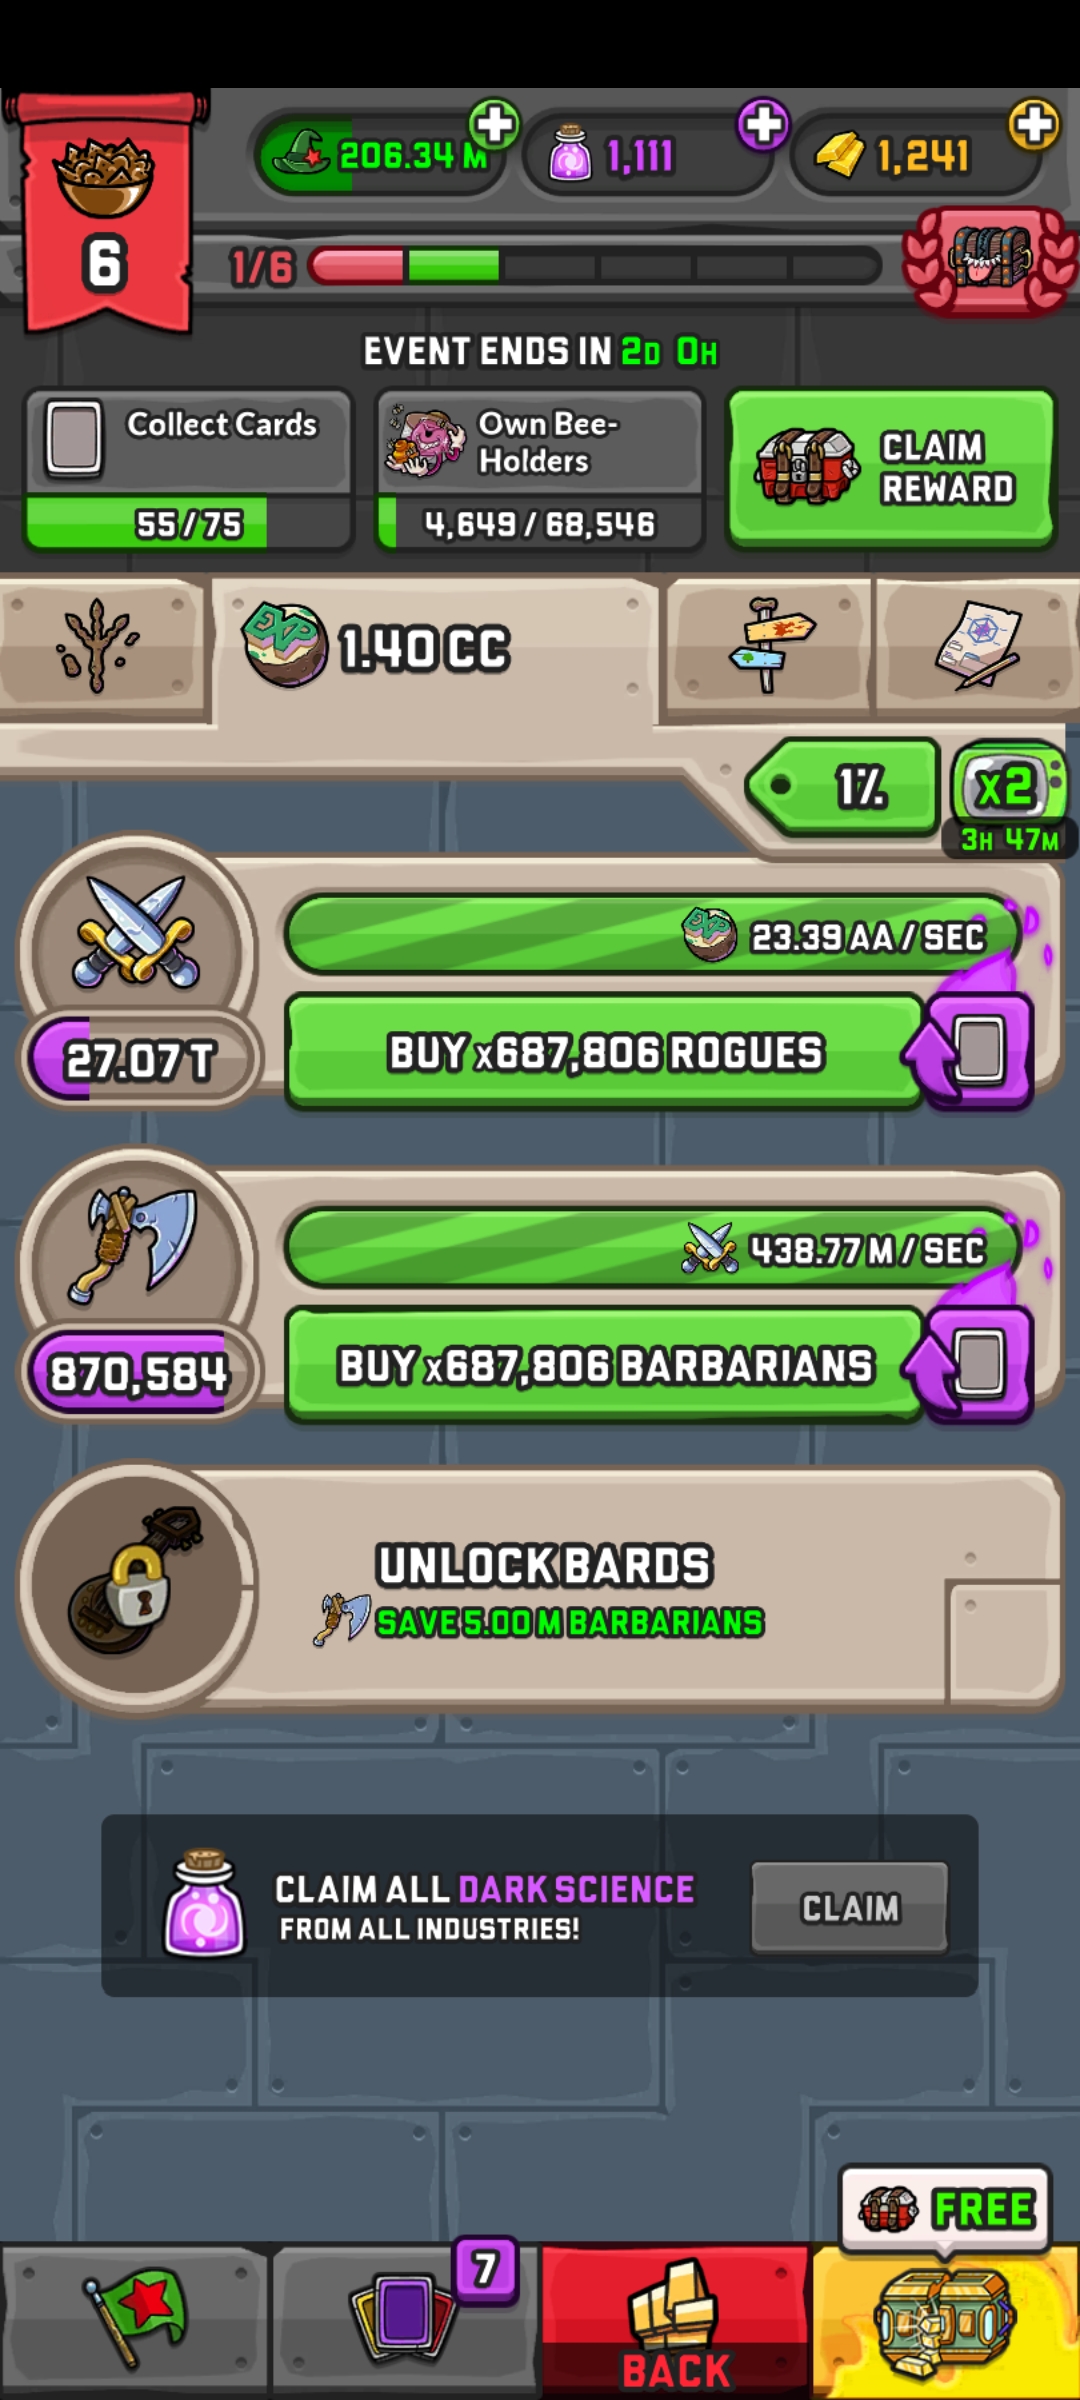 206.34 M
1,111
1,241
6
1/6
EVENT ENDS IN 2D 0H
Collect Cards
55/75
Own Bee-
Holders
4,649/68,546
CLAIM
REWARD
EXP
1.40 CC
1%
x2
3H 47M
EXP
23.39 AA/SEC
27.07 T
BUY x687,806 ROGUES
438.77 M/SEC
870,584
BUY x687,806 BARBARIANS
UNLOCK BARDS
SAVE 5.00 M BARBARIANS
CLAIM ALL DARK SCIENCE
FROM ALL INDUSTRIES!
CLAIM
FREE
7
BACK